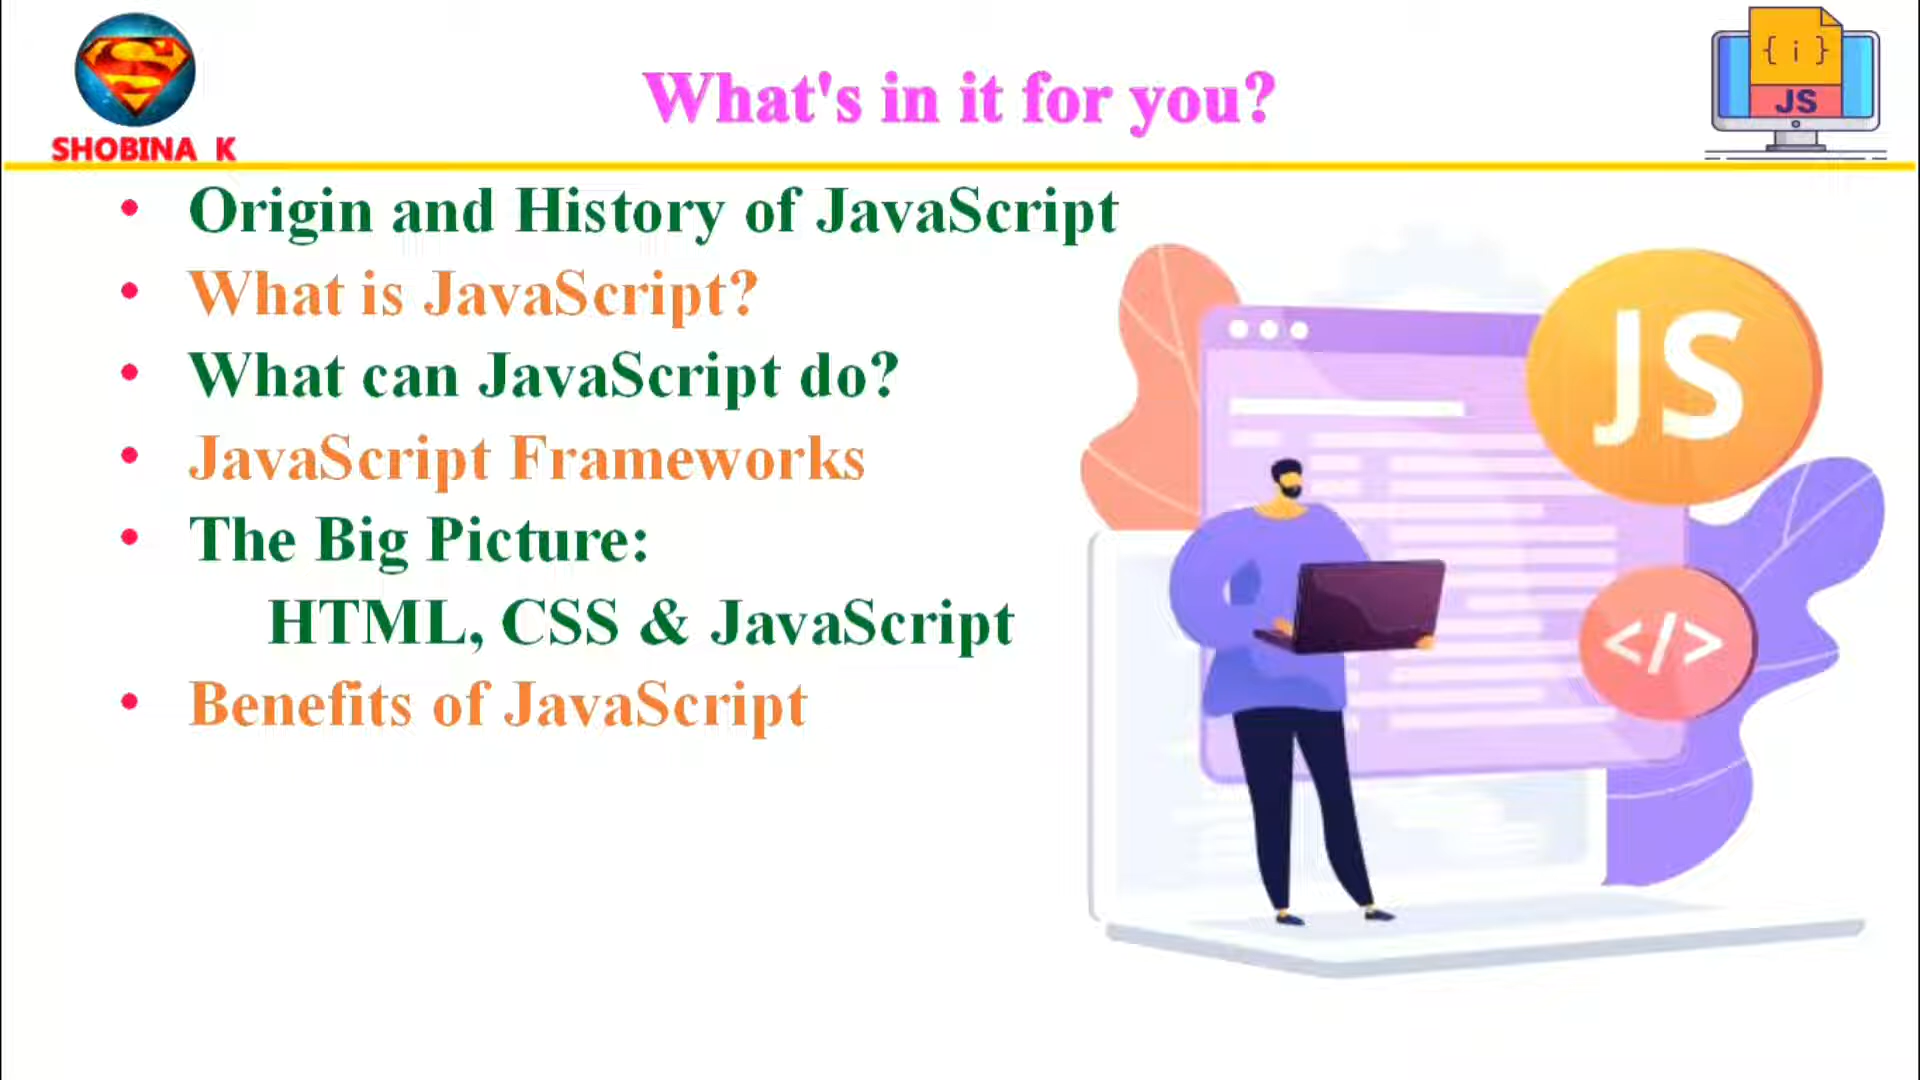 SHOBINA K
What's in it for you?
{ i }
JS
• Origin and History of JavaScript
• What is JavaScript?
• What can JavaScript do?
• JavaScript Frameworks
• The Big Picture:
HTML, CSS & JavaScript
• Benefits of JavaScript
JS
</>